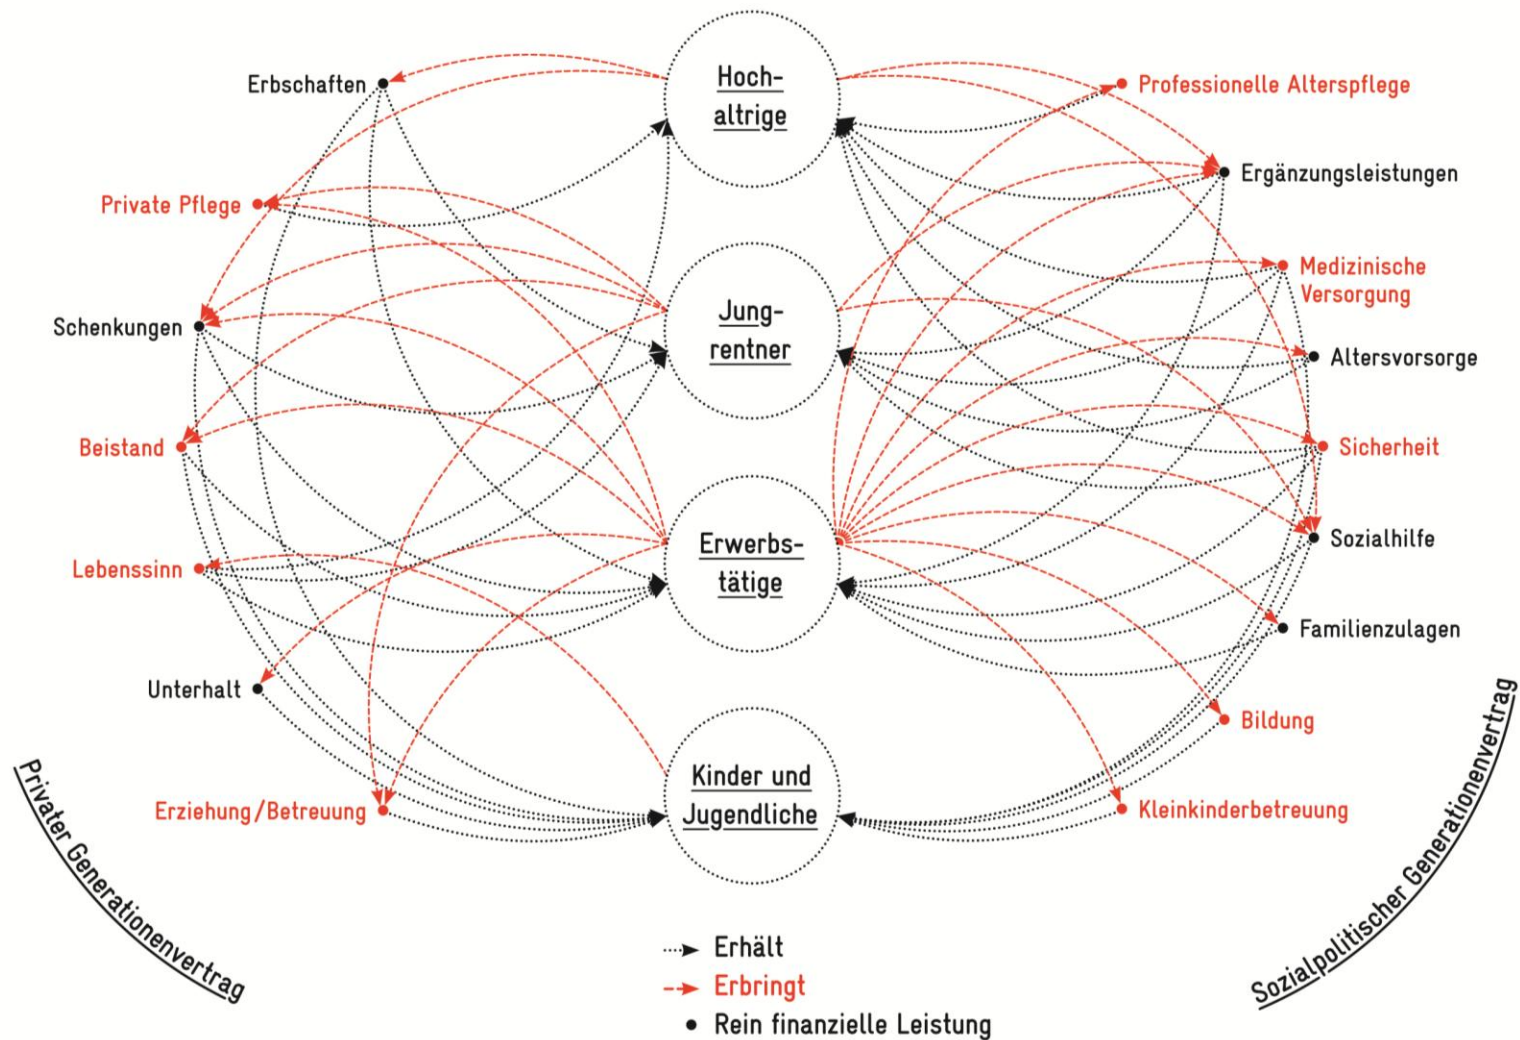 Hoch-
altrige
Jung-
rentner
Erwerbs-
tätige
Kinder und
Jugendliche
Erbschaften
Private Pflege
Schenkungen
Beistand
Lebenssinn
Unterhalt
Erziehung/Betreuung
Privater Generationenvertrag
Professionelle Alterspflege
Ergänzungsleistungen
Medizinische
Versorgung
Altersvorsorge
Sicherheit
Sozialhilfe
Familienzulagen
Bildung
Kleinkinderbetreuung
Sozialpolitischer Generationenvertrag
Erhält
Erbringt
Rein finanzielle Leistung